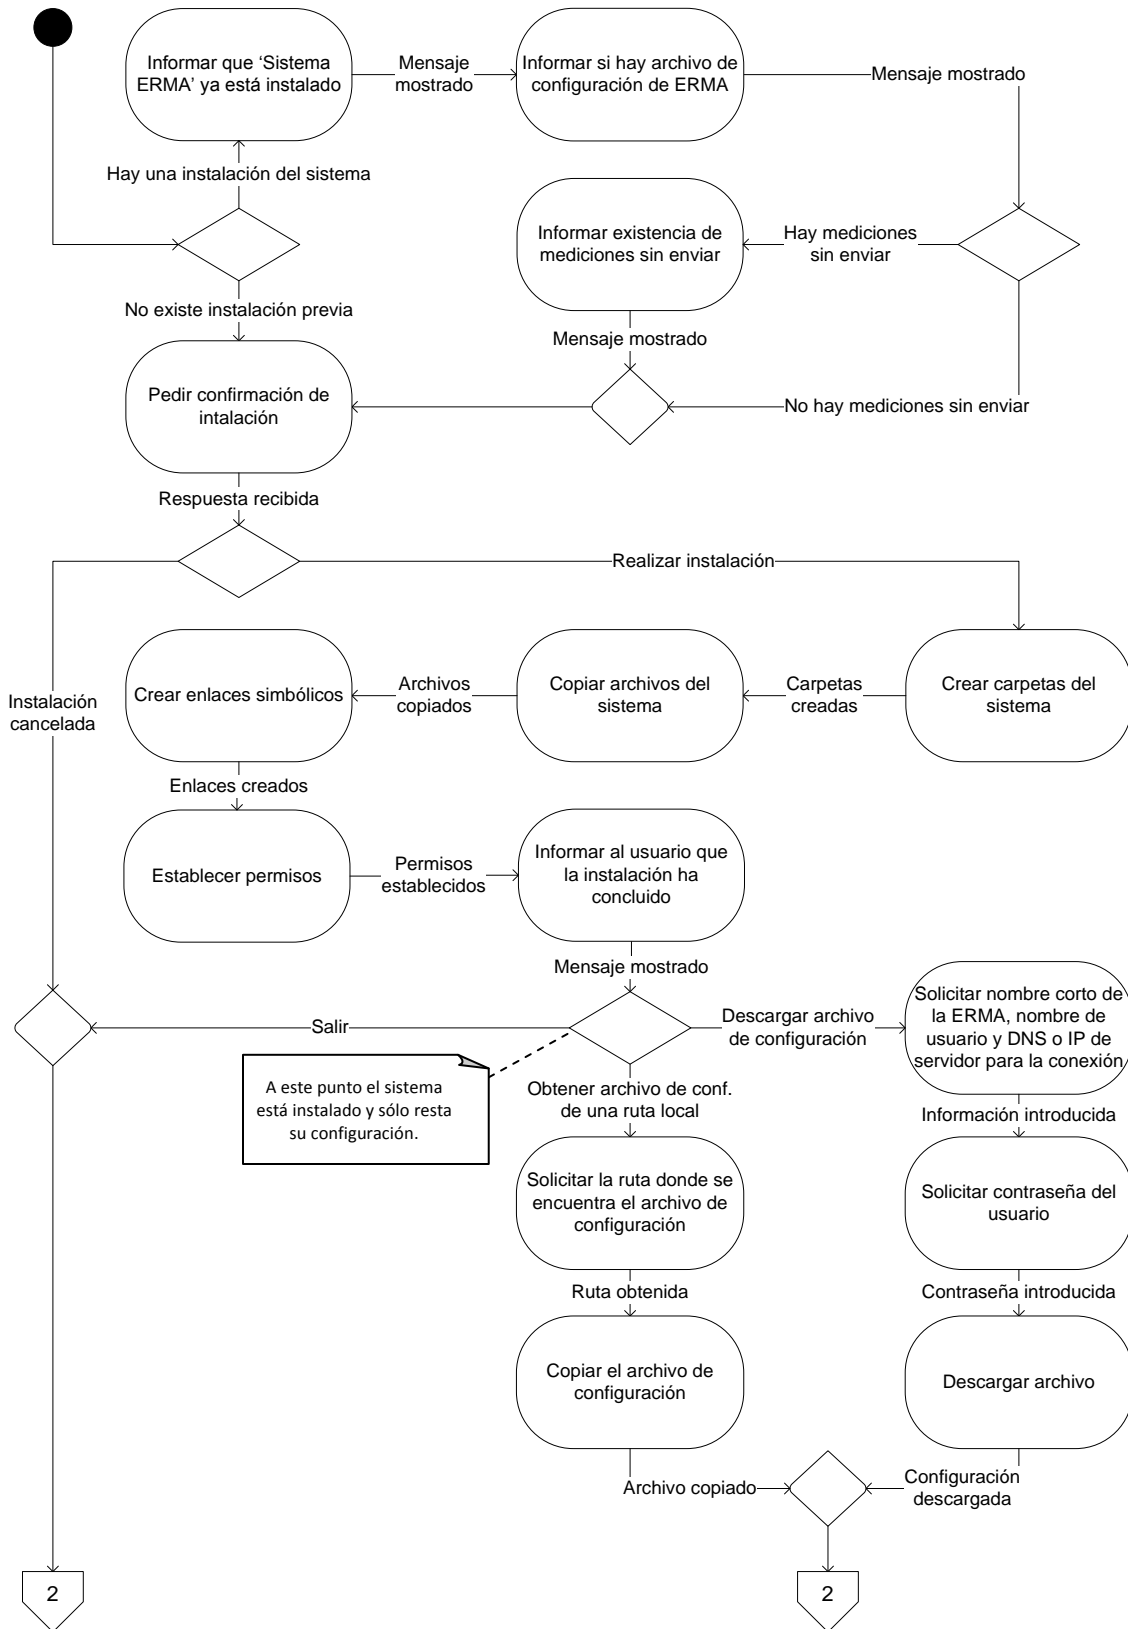 Informar que ‘Sistema
ERMA’ ya está instalado
Mensaje
mostrado
Informar si hay archivo de
configuración de ERMA
Mensaje mostrado
Hay una instalación del sistema
Informar existencia de
mediciones sin enviar
Hay mediciones
sin enviar
No existe instalación previa
Mensaje mostrado
Pedir confirmación de
intalación
No hay mediciones sin enviar
Respuesta recibida
Realizar instalación
Instalación
cancelada
Crear enlaces simbólicos
Archivos
copiados
Copiar archivos del
sistema
Carpetas
creadas
Crear carpetas del
sistema
Enlaces creados
Establecer permisos
Permisos
establecidos
Informar al usuario que
la instalación ha
concluido
Mensaje mostrado
Salir
Descargar archivo
de configuración
Solicitar nombre corto de
la ERMA, nombre de
usuario y DNS o IP de
servidor para la conexión
A este punto el sistema
está instalado y sólo resta
su configuración.
Obtener archivo de conf.
de una ruta local
Información introducida
Solicitar la ruta donde se
encuentra el archivo de
configuración
Solicitar contraseña del
usuario
Ruta obtenida
Contraseña introducida
Copiar el archivo de
configuración
Descargar archivo
Archivo copiado
Configuración
descargada
2
2